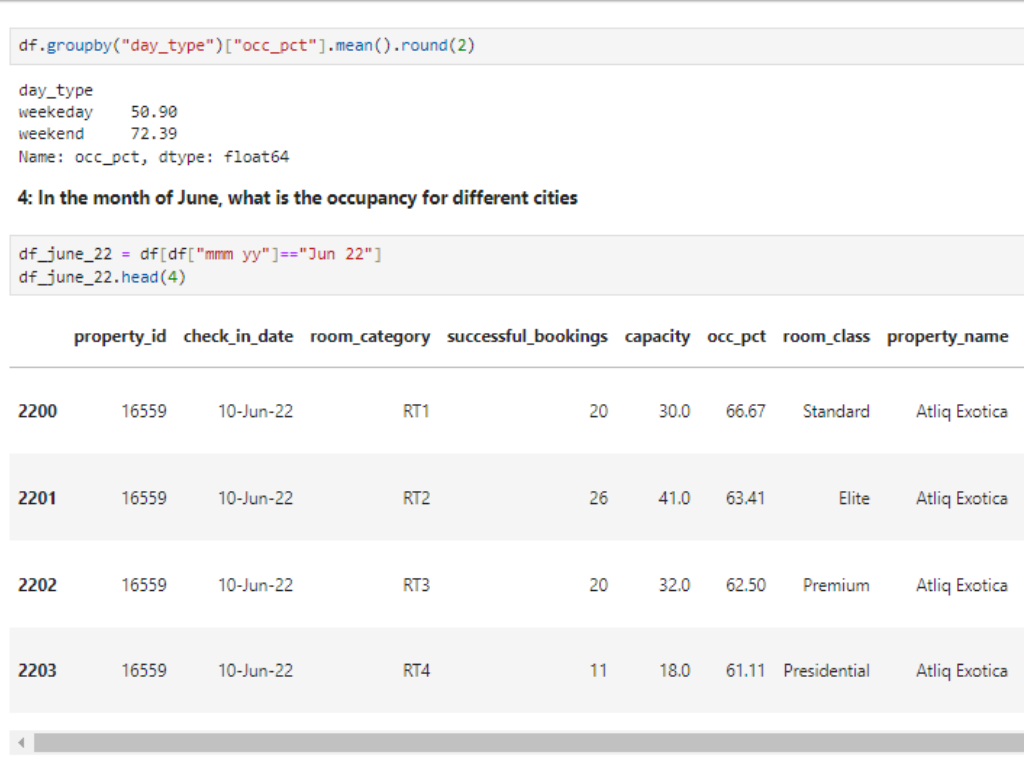 df.groupby("day_type")["occ_pct"].mean().round(2)
day_type
weekeday 50.90
weekend 72.39
Name: occ_pct, dtype: float64
4: In the month of June, what is the occupancy for different cities
df_june_22 = df[df["mmm yy"]=="Jun 22"]
df_june_22.head(4)
property_id check_in_date room_category successful_bookings capacity occ_pct room_class property_name
2200 16559 10-Jun-22 RT1 20 30.0 66.67 Standard Atliq Exotica
2201 16559 10-Jun-22 RT2 26 41.0 63.41 Elite Atliq Exotica
2202 16559 10-Jun-22 RT3 20 32.0 62.50 Premium Atliq Exotica
2203 16559 10-Jun-22 RT4 11 18.0 61.11 Presidential Atliq Exotica